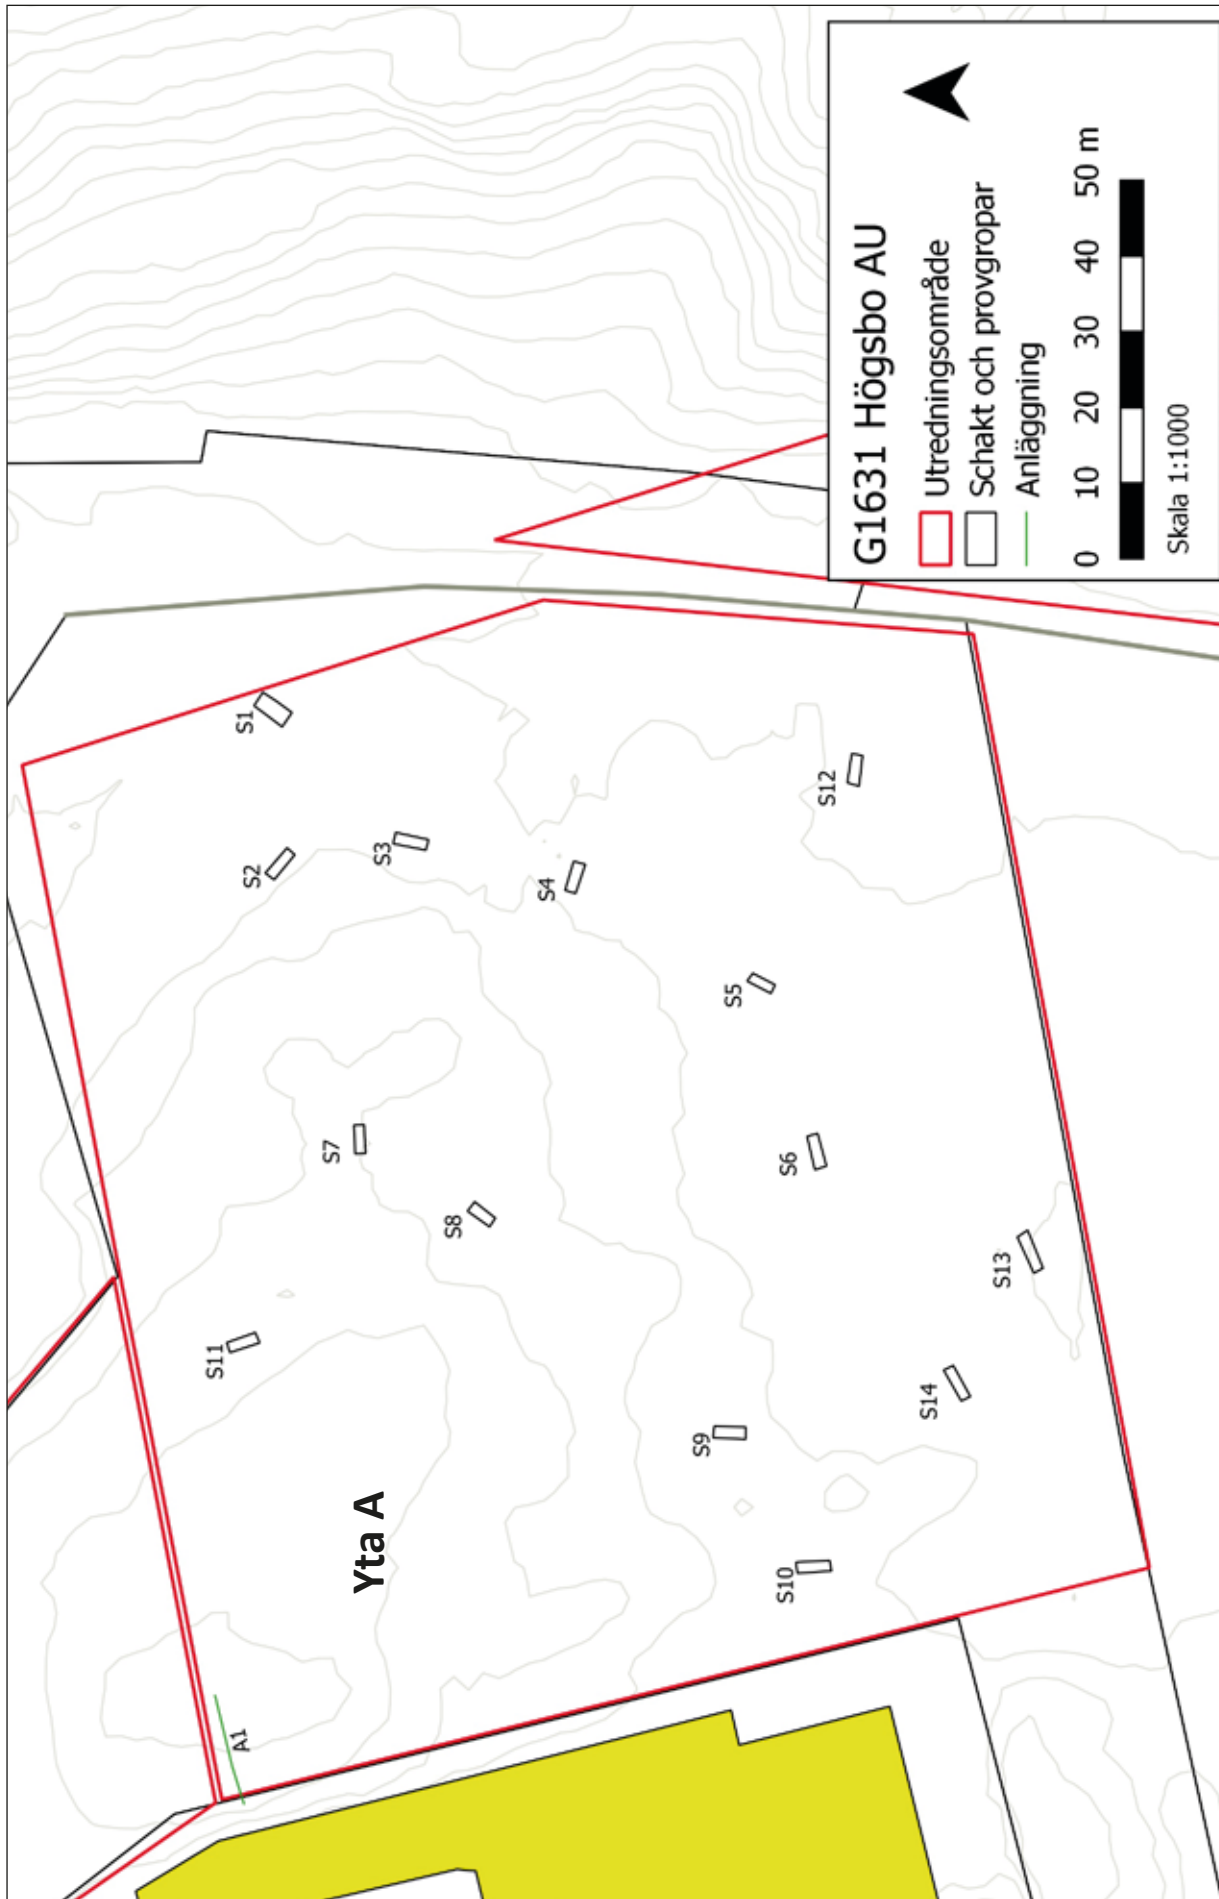 G1631 Högsbo AU
Utredningsområde
Schakt och provgropar
Anläggning
0 10 20 30 40 50 m
Skala 1:1000
Yta A
A1
S11
S7
S8
S2
S1
S3
S4
S5
S12
S6
S9
S10
S14
S13